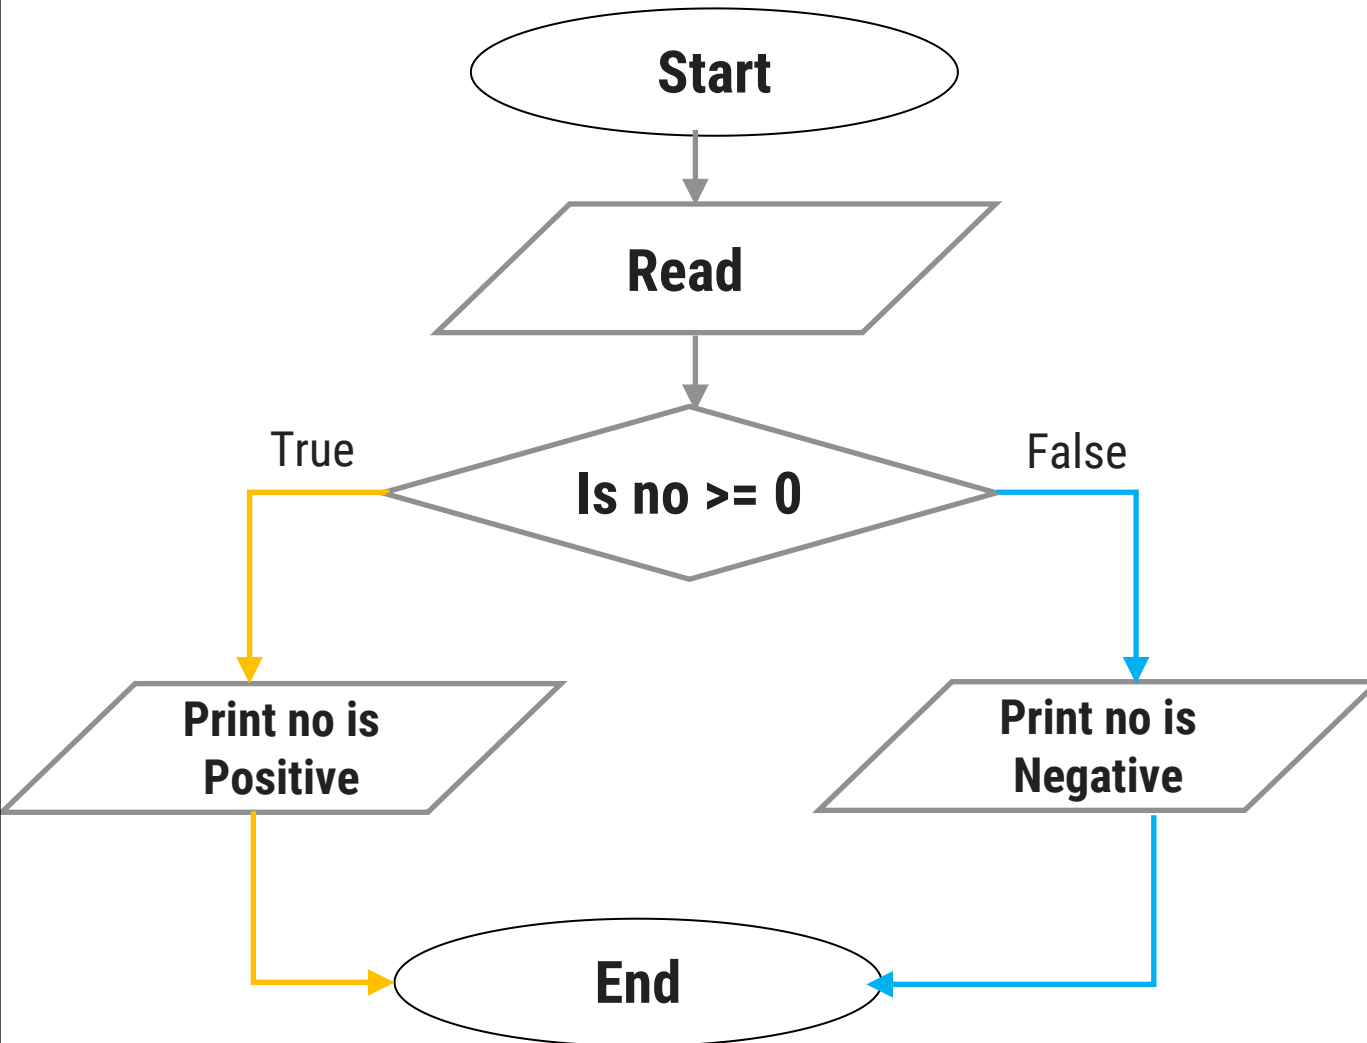 Start
Read
True
False
Is no >= 0
Print no is
Positive
Print no is
Negative
End